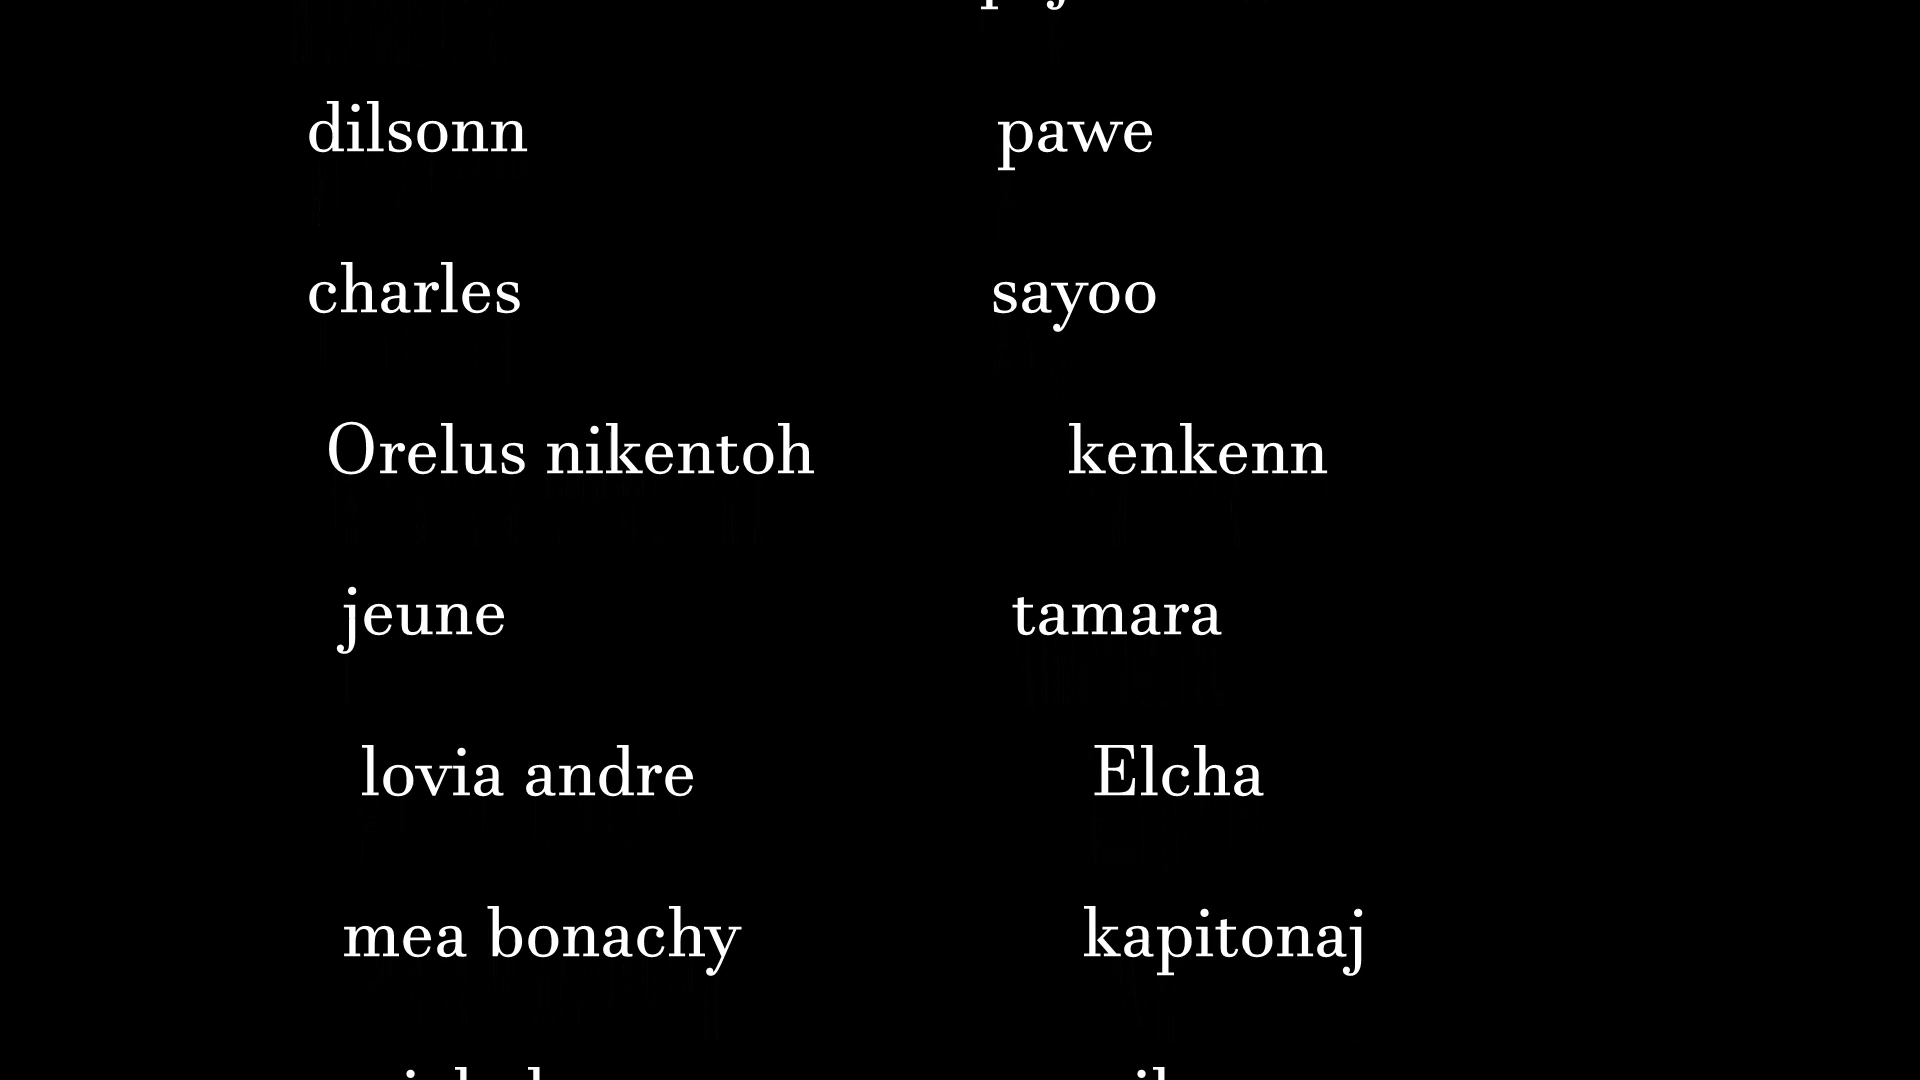 dilsonn pawe
charles sayoo
Orelus nikentoh kenkenn
jeune tamara
lovia andre Elcha
mea bonachy kapitonaj